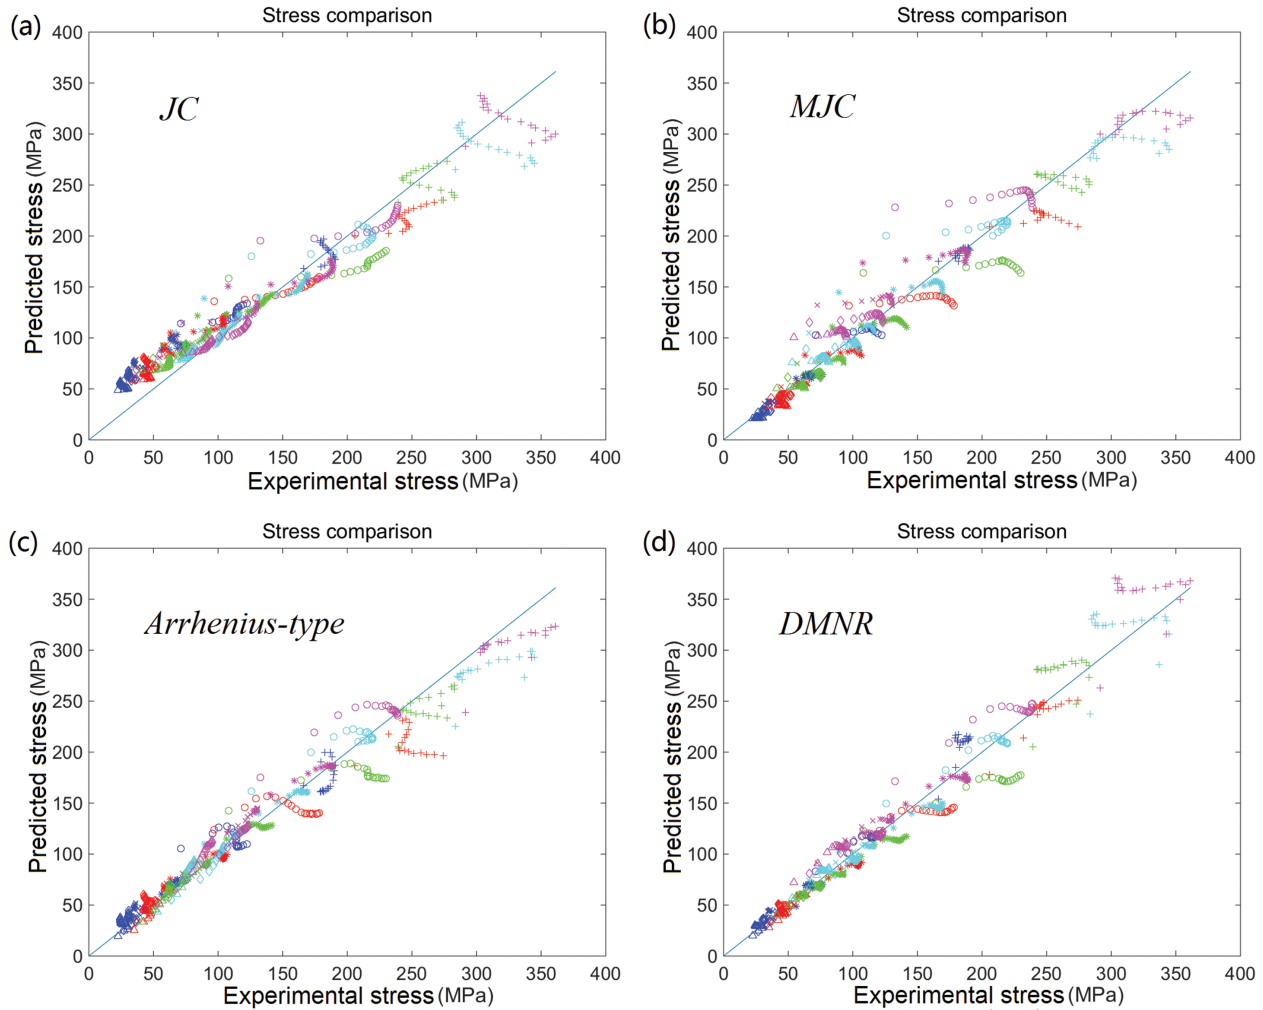 (a)
Stress comparison
JC
Predicted stress (MPa)
400
350
300
250
200
150
100
50
0
0 50 100 150 200 250 300 350 400
Experimental stress (MPa)
(b)
Stress comparison
MJC
Predicted stress (MPa)
400
350
300
250
200
150
100
50
0
0 50 100 150 200 250 300 350 400
Experimental stress (MPa)
(c)
Stress comparison
Arrhenius-type
Predicted stress (MPa)
400
350
300
250
200
150
100
50
0
0 50 100 150 200 250 300 350 400
Experimental stress (MPa)
(d)
Stress comparison
DMNR
Predicted stress (MPa)
400
350
300
250
200
150
100
50
0
0 50 100 150 200 250 300 350 400
Experimental stress (MPa)